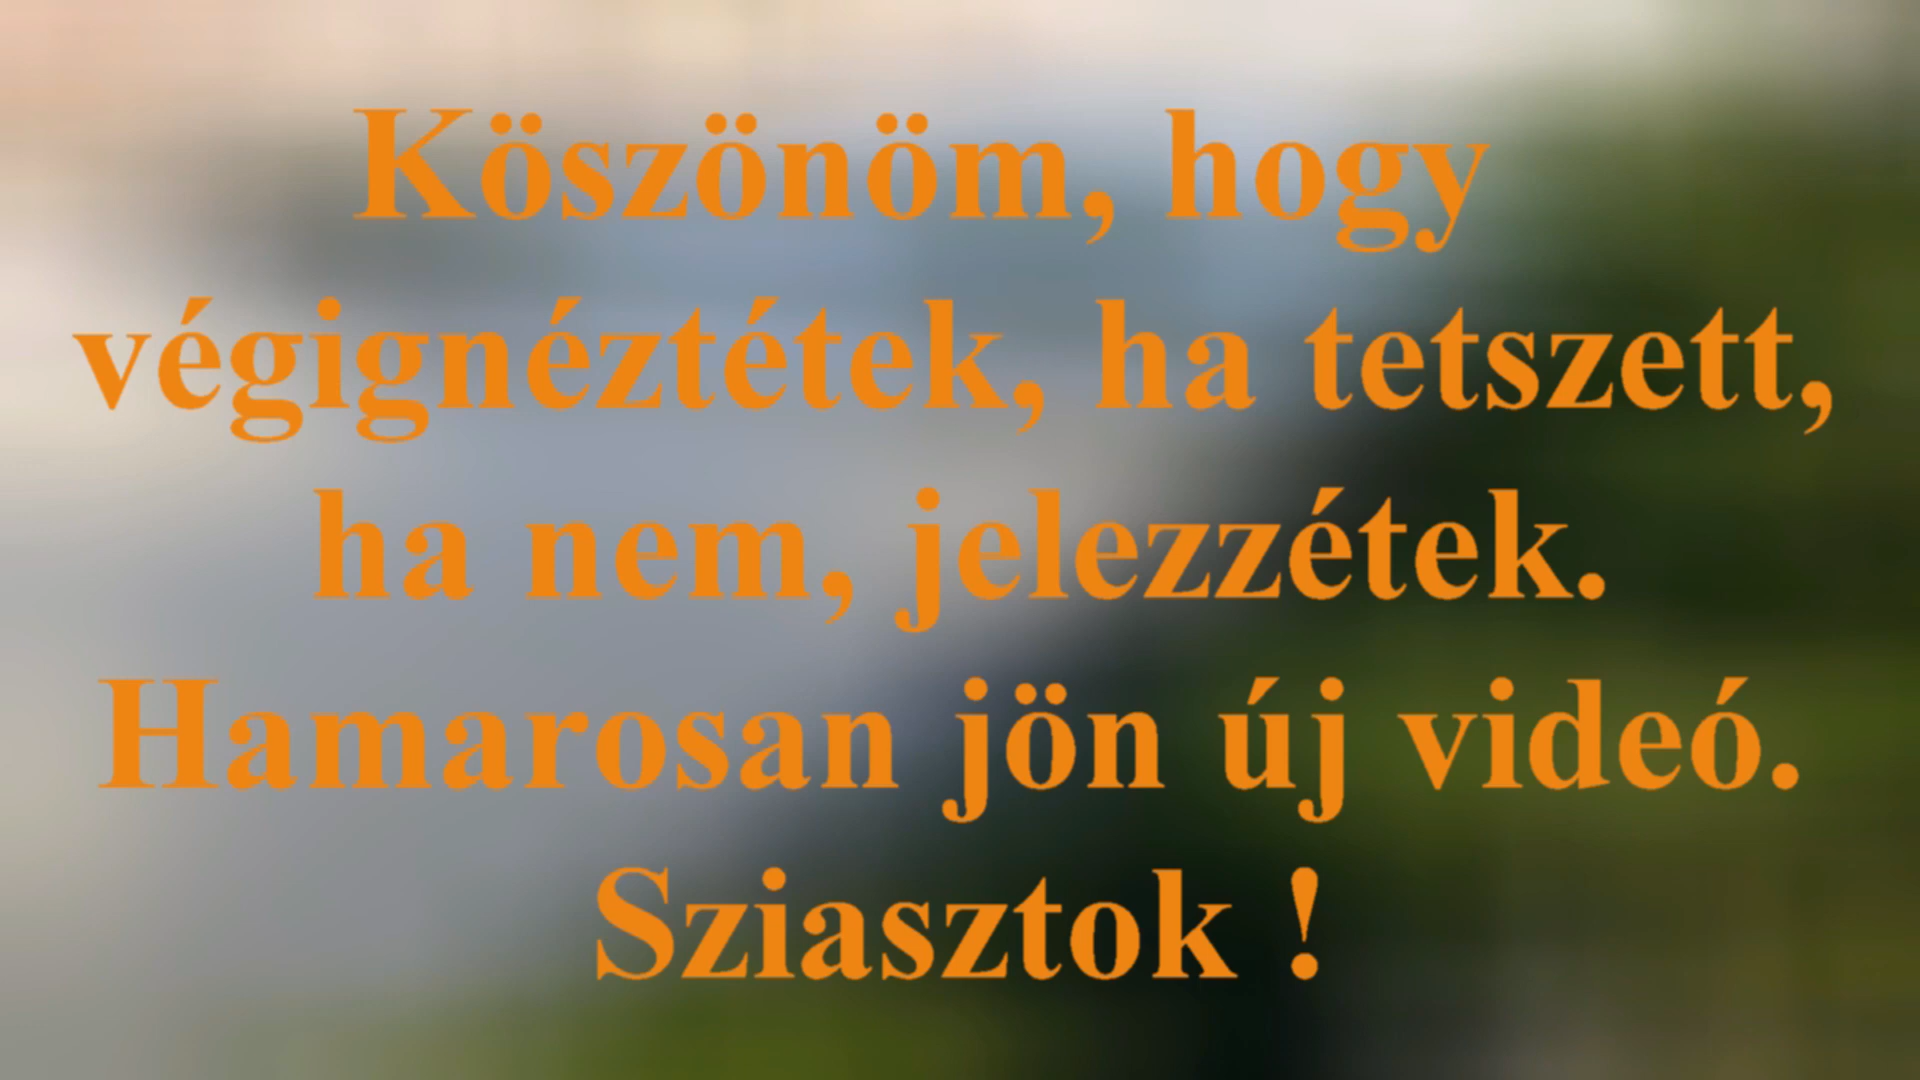 Köszönöm, hogy
végignéztétek, ha tetszett,
ha nem, jelezzétek.
Hamarosan jön új videó.
Sziasztok !